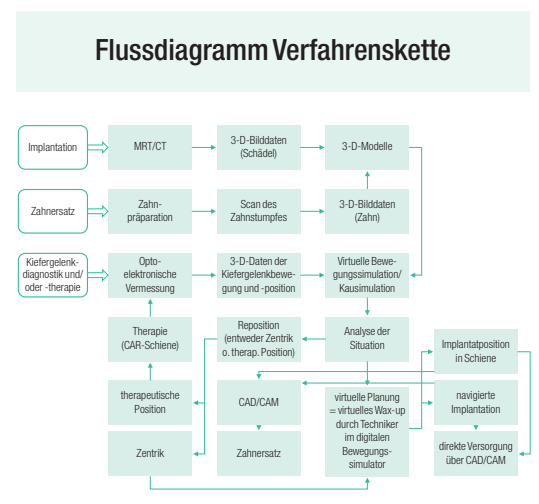 Flussdiagramm Verfahrenskette
Implantation
MRT/CT
3-D-Bilddaten
(Schädel)
3-D-Modelle
Zahnersatz
Zahn-
präparation
Scan des
Zahnstumpfes
3-D-Bilddaten
(Zahn)
Kiefergelenk-
diagnostik und/
oder -therapie
Opto-
elektronische
Vermessung
3-D-Daten der
Kiefergelenkbewe-
gung und -position
Virtuelle Bewe-
gungssimulation/
Kausimulation
Therapie
(CAR-Schiene)
Reposition
(entweder Zentrik
o. therap. Position)
Analyse der
Situation
Implantatposition
in Schiene
therapeutische
Position
CAD/CAM
virtuelle Planung
= virtuelles Wax-up
durch Techniker
im digitalen
Bewegungs-
simulator
navigierte
Implantation
Zentrik
Zahnersatz
direkte Versorgung
über CAD/CAM